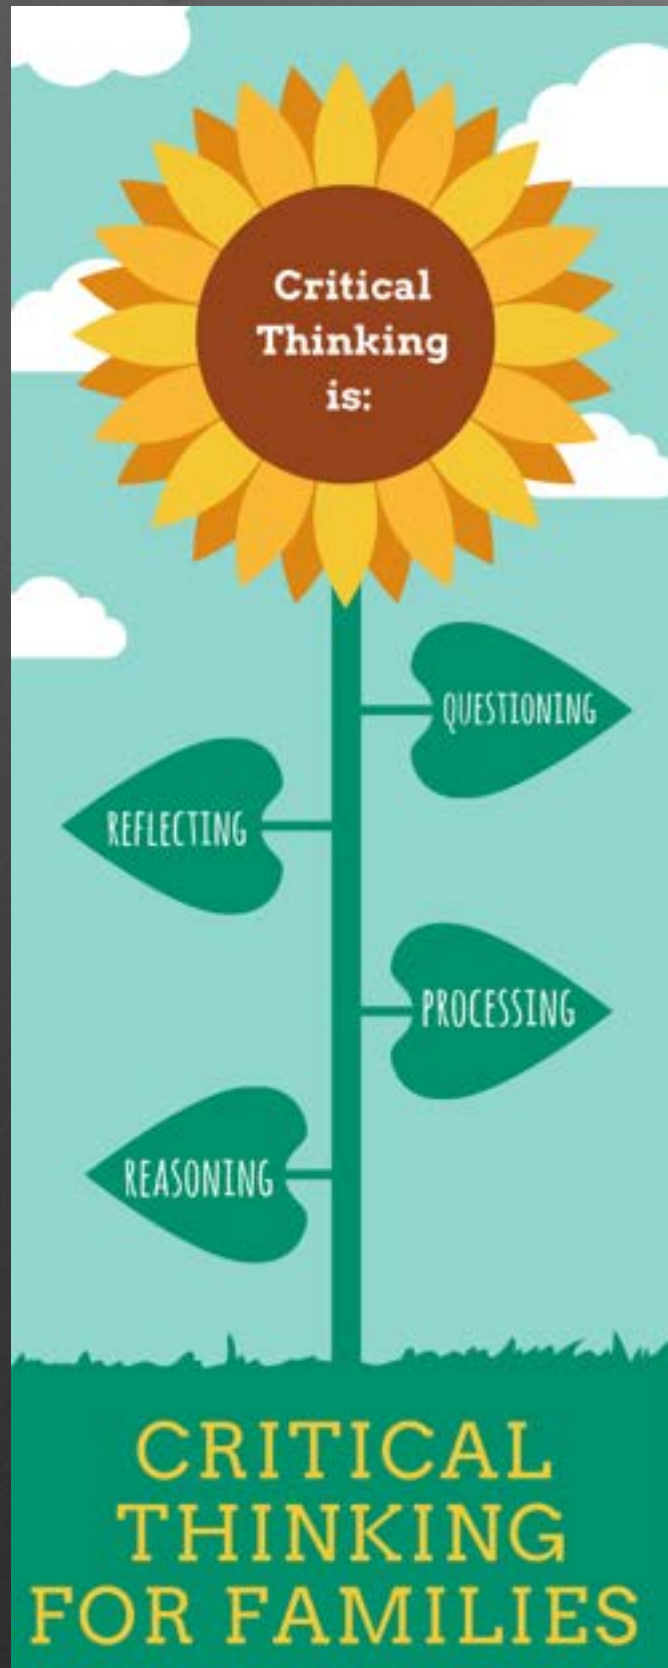 Critical
Thinking
is:
QUESTIONING
REFLECTING
PROCESSING
REASONING
CRITICAL
THINKING
FOR FAMILIES